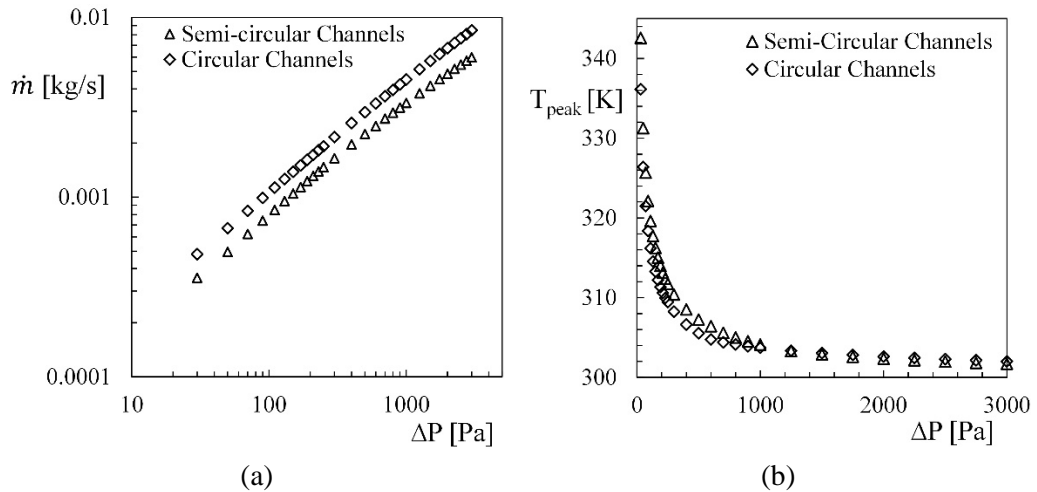 0.01
△ Semi-circular Channels
◇ Circular Channels
ṁ [kg/s]
0.001
0.0001
10
100
1000
ΔP [Pa]
(a)
340
△ Semi-Circular Channels
◇ Circular Channels
T_peak [K]
330
320
310
300
0
1000
2000
3000
ΔP [Pa]
(b)